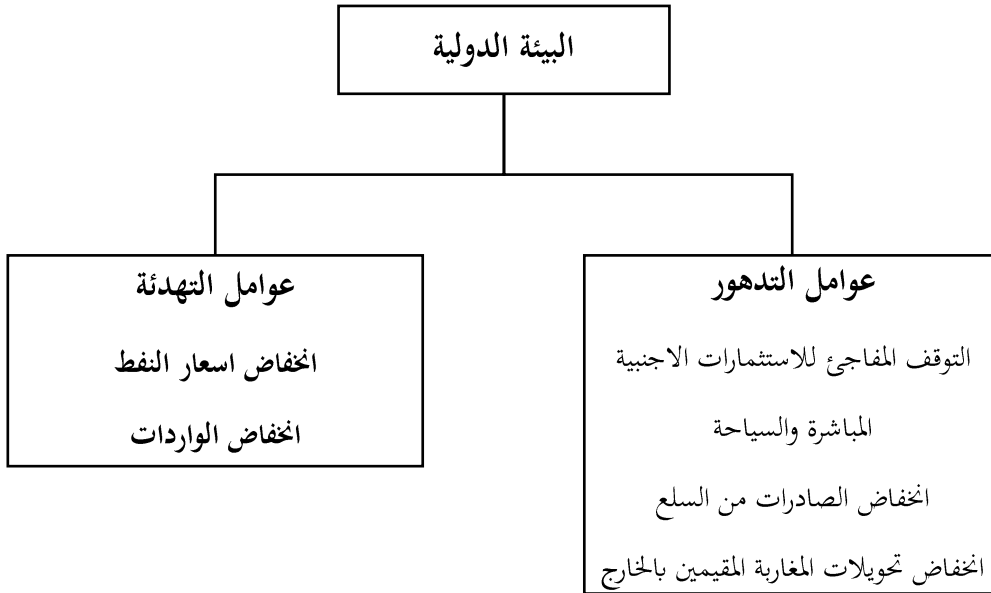 البيئة الدولية
عوامل التدهور
التوقف المفاجئ للاستثمارات الاجنبية
المباشرة والسياحة
انخفاض الصادرات من السلع
انخفاض تحويلات المغاربة المقيمين بالخارج
عوامل التهدئة
انخفاض اسعار النفط
انخفاض الواردات